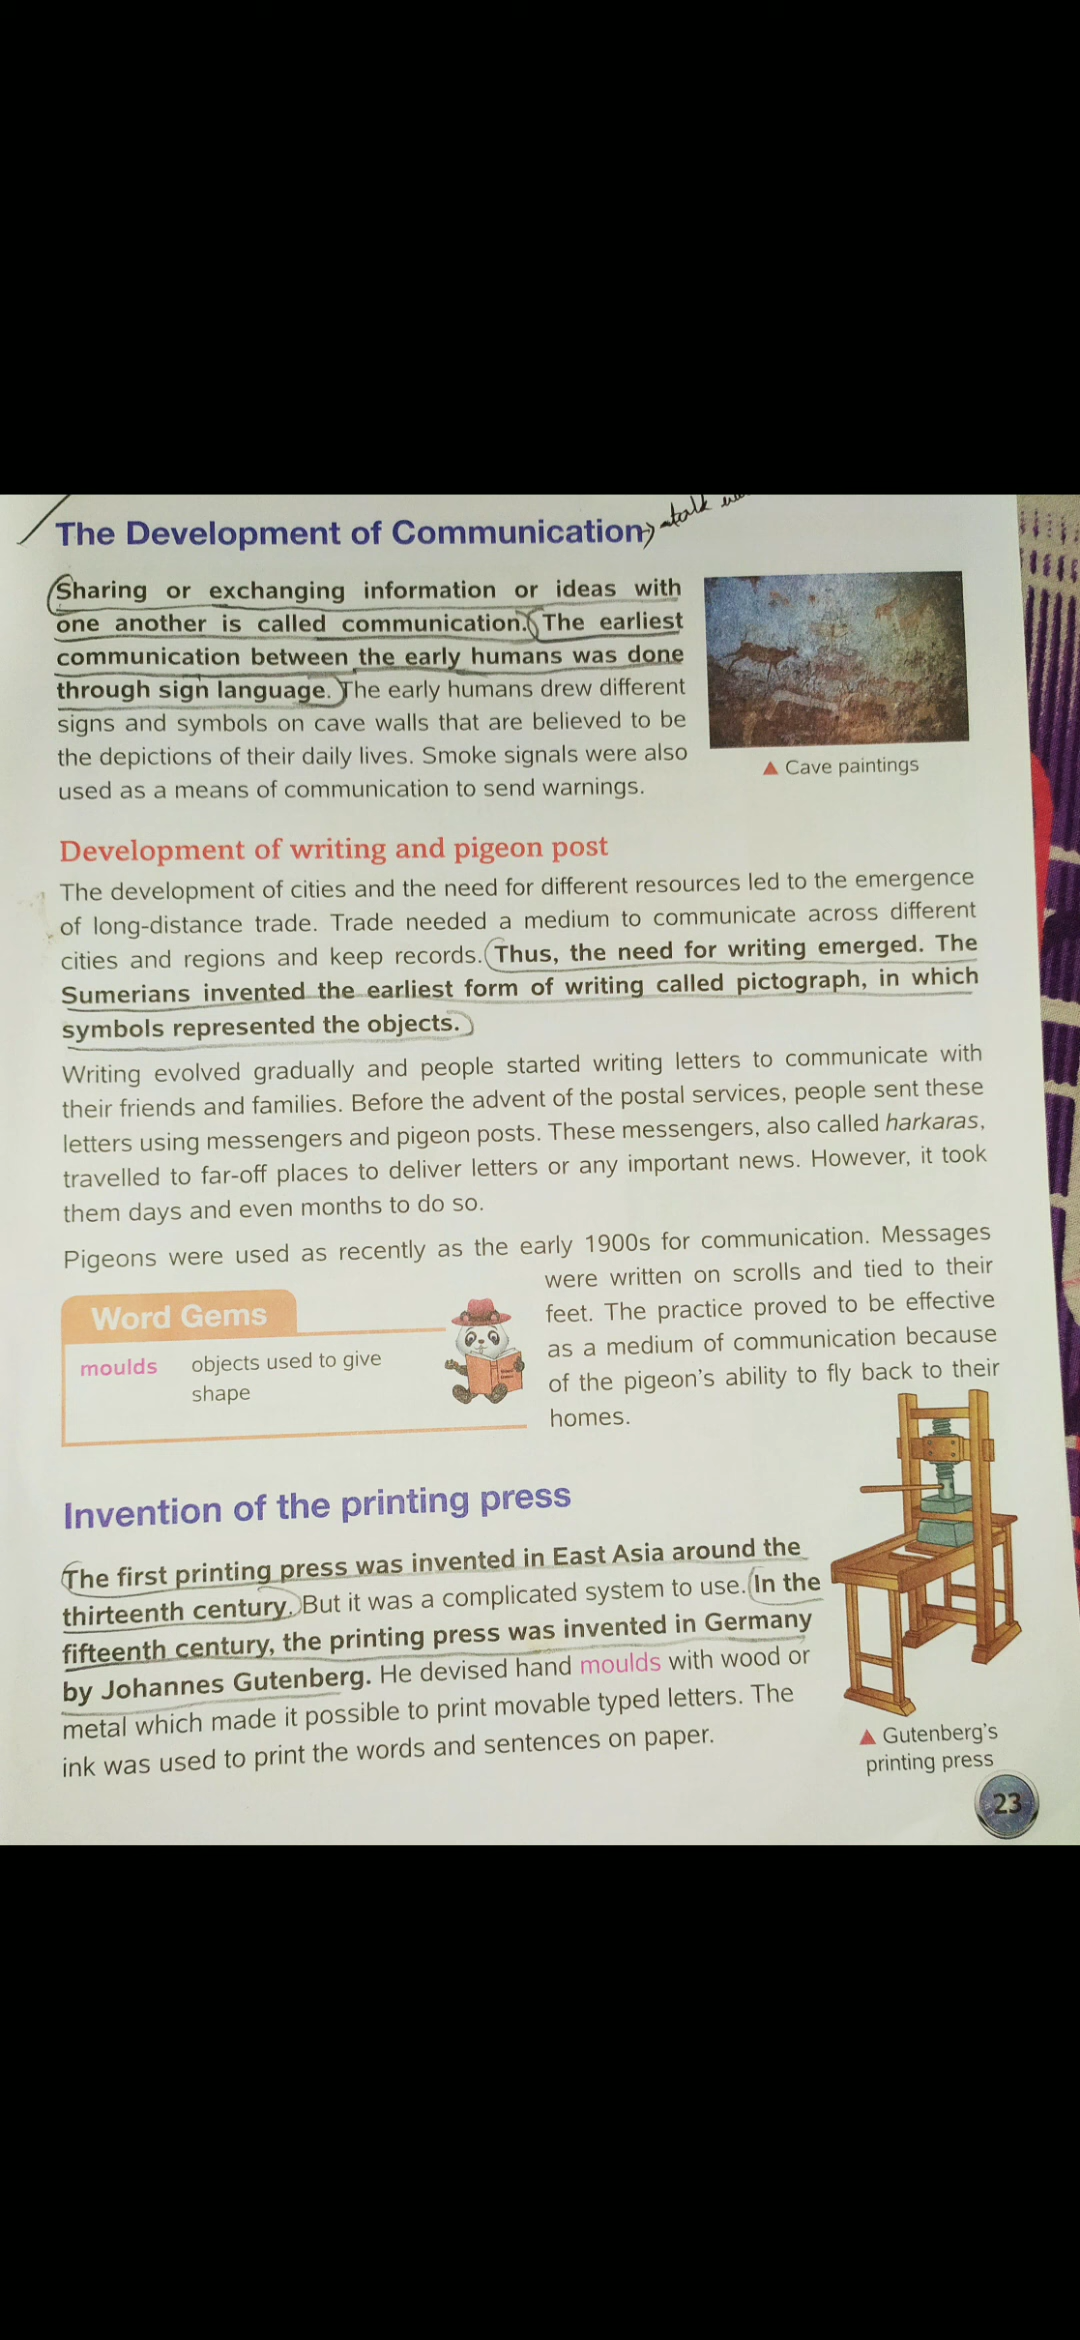 The Development of Communication
talk
Sharing or exchanging information or ideas with
one another is called communication. The earliest
communication between the early humans was done
through sign language. The early humans drew different
signs and symbols on cave walls that are believed to be
the depictions of their daily lives. Smoke signals were also
used as a means of communication to send warnings.
▲ Cave paintings
Development of writing and pigeon post
The development of cities and the need for different resources led to the emergence
of long-distance trade. Trade needed a medium to communicate across different
cities and regions and keep records. Thus, the need for writing emerged. The
Sumerians invented the earliest form of writing called pictograph, in which
symbols represented the objects.
Writing evolved gradually and people started writing letters to communicate with
their friends and families. Before the advent of the postal services, people sent these
letters using messengers and pigeon posts. These messengers, also called harkaras,
travelled to far-off places to deliver letters or any important news. However, it took
them days and even months to do so.
Pigeons were used as recently as the early 1900s for communication. Messages
were written on scrolls and tied to their
feet. The practice proved to be effective
as a medium of communication because
of the pigeon's ability to fly back to their
homes.
Word Gems
moulds objects used to give
shape
Invention of the printing press
The first printing press was invented in East Asia around the
thirteenth century. But it was a complicated system to use. In the
fifteenth century, the printing press was invented in Germany
by Johannes Gutenberg. He devised hand moulds with wood or
metal which made it possible to print movable typed letters. The
ink was used to print the words and sentences on paper.
▲ Gutenberg's
printing press
23